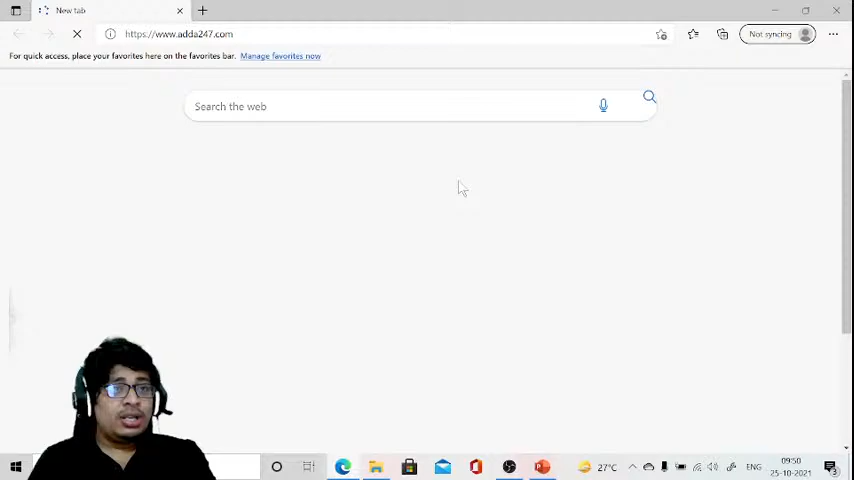 New tab
https://www.adda247.com
Not syncing
For quick access, place your favorites here on the favorites bar. Manage favorites now
Search the web
27°C
ENG
09:50
25-10-2021
3